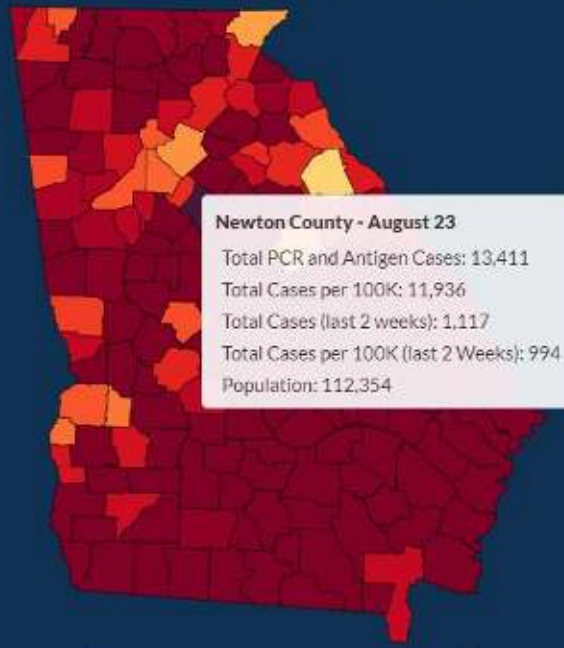 Newton County - August 23
Total PCR and Antigen Cases: 13,411
Total Cases per 100K: 11,936
Total Cases (last 2 weeks): 1,117
Total Cases per 100K (last 2 Weeks): 994
Population: 112,354